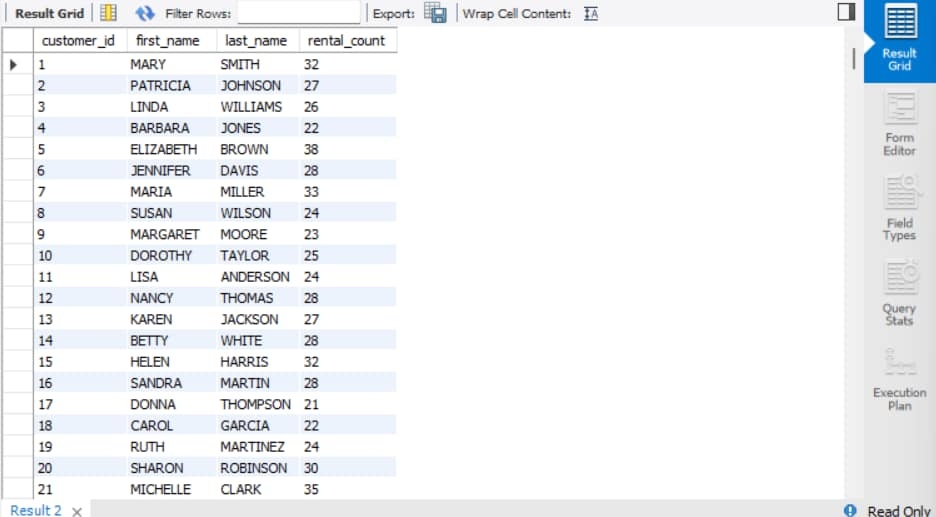 Result Grid Filter Rows: Export: Wrap Cell Content:
customer_id first_name last_name rental_count
1 MARY SMITH 32
2 PATRICIA JOHNSON 27
3 LINDA WILLIAMS 26
4 BARBARA JONES 22
5 ELIZABETH BROWN 38
6 JENNIFER DAVIS 28
7 MARIA MILLER 33
8 SUSAN WILSON 24
9 MARGARET MOORE 23
10 DOROTHY TAYLOR 25
11 LISA ANDERSON 24
12 NANCY THOMAS 28
13 KAREN JACKSON 27
14 BETTY WHITE 28
15 HELEN HARRIS 32
16 SANDRA MARTIN 28
17 DONNA THOMPSON 21
18 CAROL GARCIA 22
19 RUTH MARTINEZ 24
20 SHARON ROBINSON 30
21 MICHELLE CLARK 35
Result 2
Result
Grid
Form
Editor
Field
Types
Query
Stats
Execution
Plan
Read Only